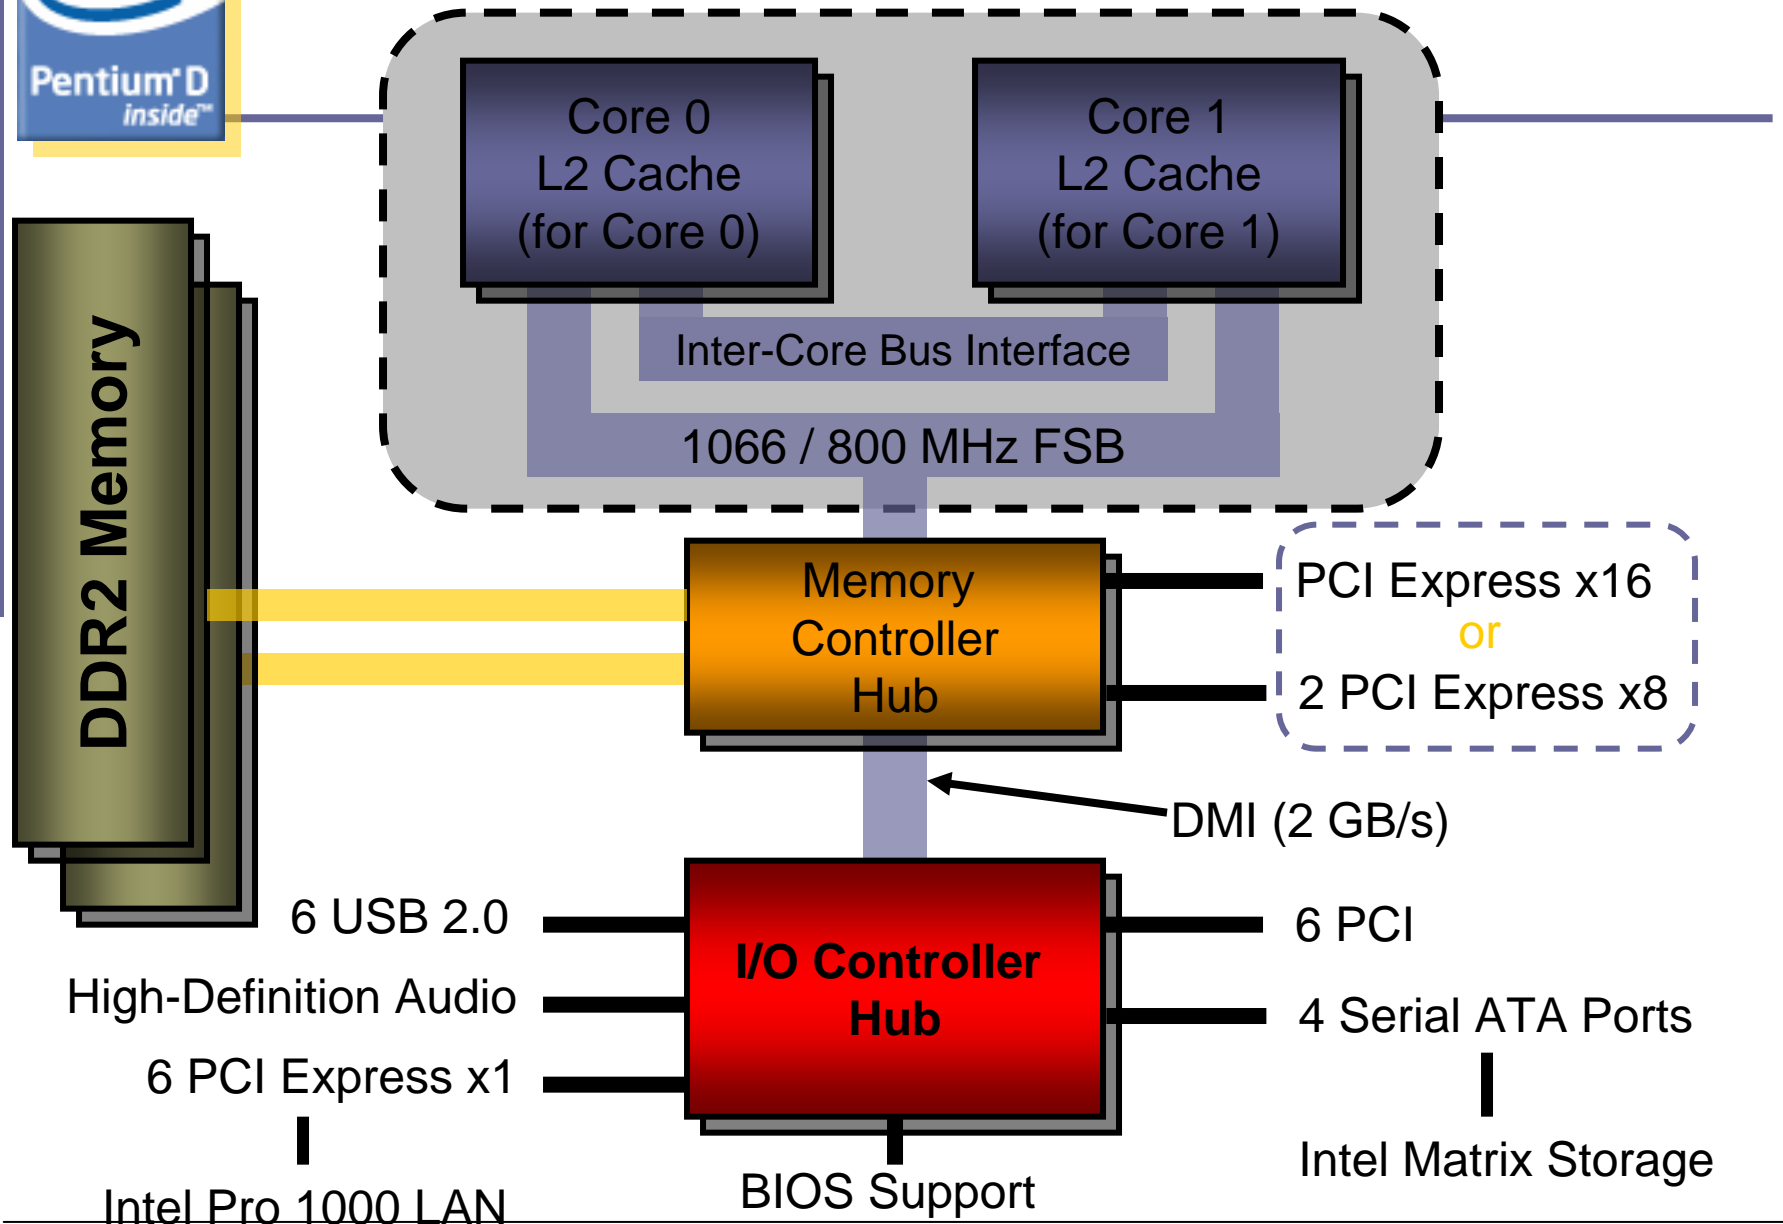 Pentium® D
inside™
Core 0
L2 Cache
(for Core 0)
Core 1
L2 Cache
(for Core 1)
Inter-Core Bus Interface
1066 / 800 MHz FSB
DDR2 Memory
Memory
Controller
Hub
PCI Express x16
or
2 PCI Express x8
DMI (2 GB/s)
6 USB 2.0
High-Definition Audio
6 PCI Express x1
Intel Pro 1000 LAN
I/O Controller
Hub
BIOS Support
6 PCI
4 Serial ATA Ports
Intel Matrix Storage